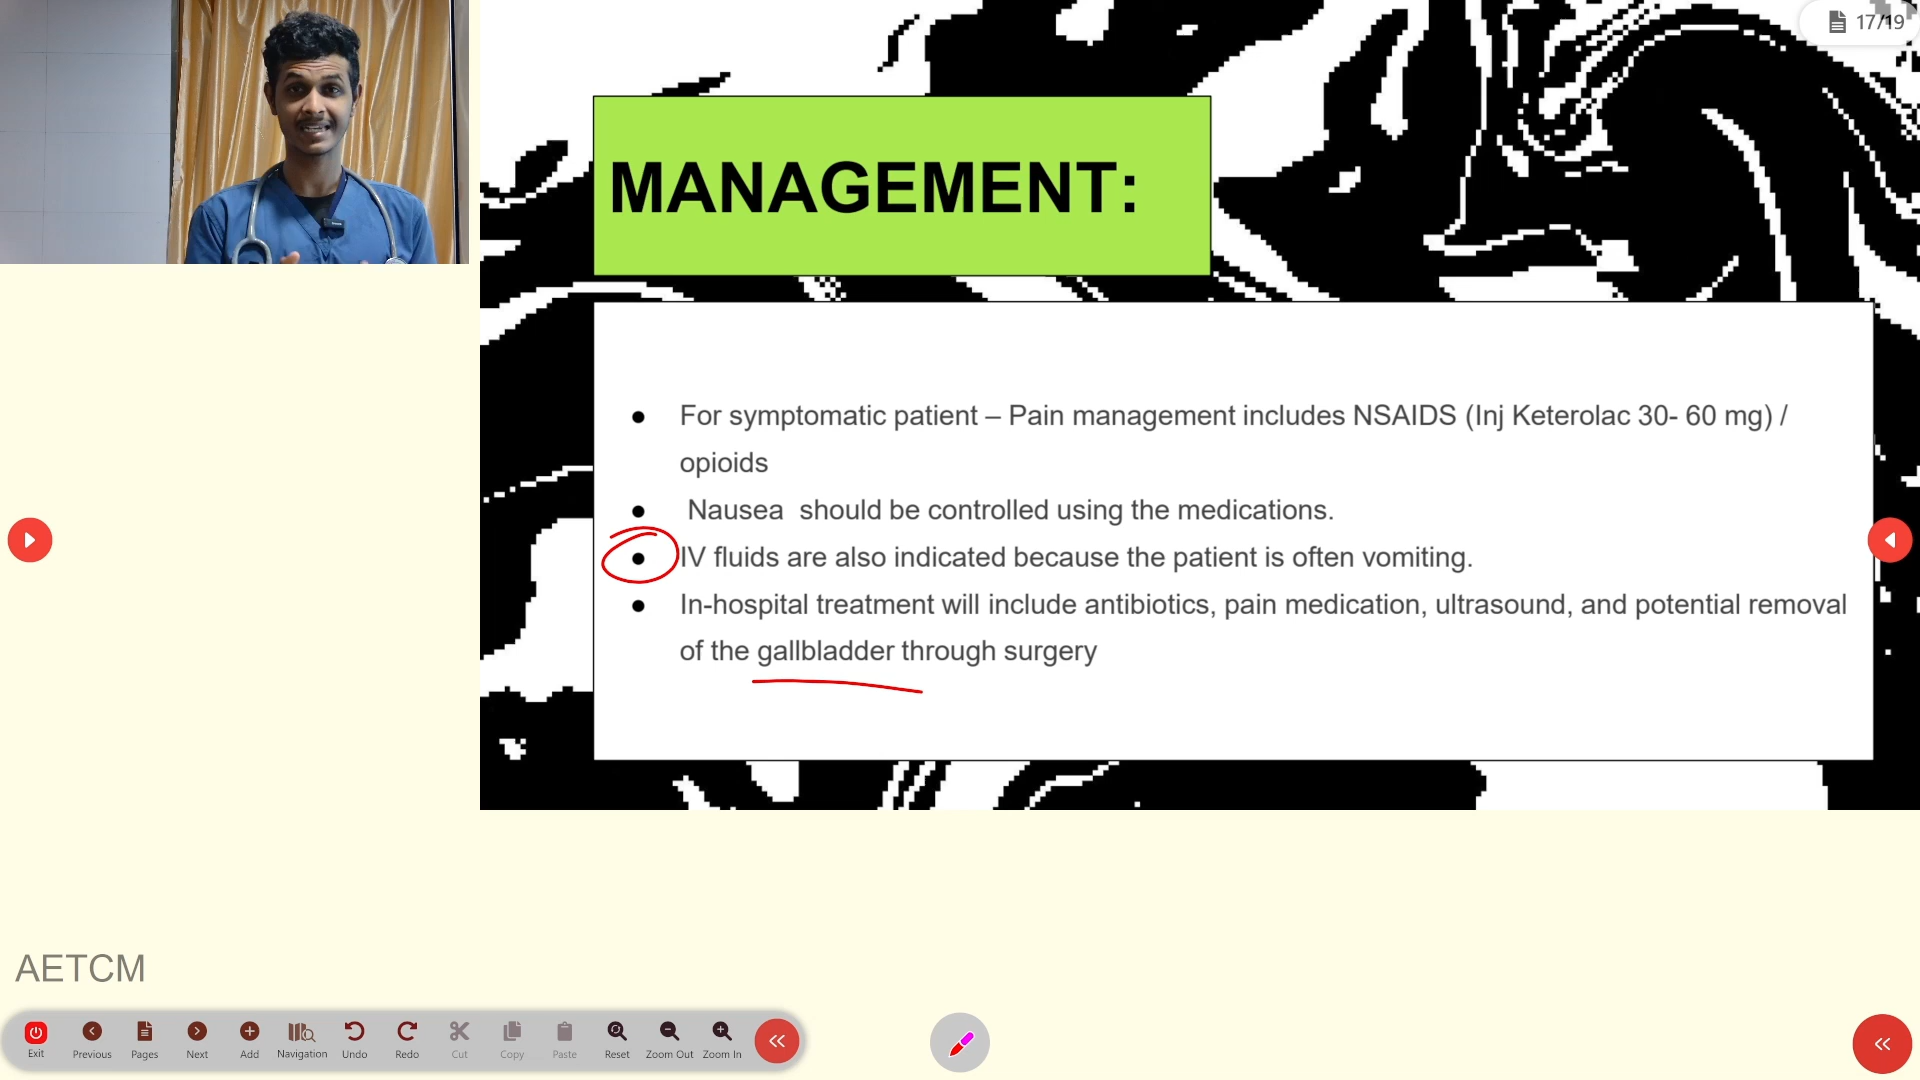 17/19
MANAGEMENT:
● For symptomatic patient – Pain management includes NSAIDS (Inj Keterolac 30- 60 mg) /
opioids
● Nausea should be controlled using the medications.
● IV fluids are also indicated because the patient is often vomiting.
● In-hospital treatment will include antibiotics, pain medication, ultrasound, and potential removal
of the gallbladder through surgery
AETCM
Exit Previous Pages Next Add Navigation Undo Redo Cut Copy Paste Reset Zoom Out Zoom In